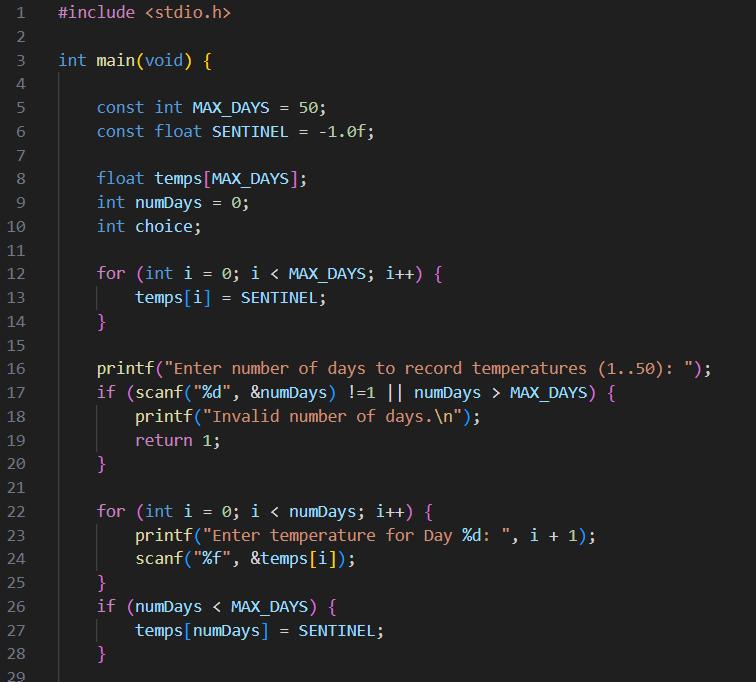 1 #include <stdio.h>
2
3 int main(void) {
4
5 const int MAX_DAYS = 50;
6 const float SENTINEL = -1.0f;
7
8 float temps[MAX_DAYS];
9 int numDays = 0;
10 int choice;
11
12 for (int i = 0; i < MAX_DAYS; i++) {
13 temps[i] = SENTINEL;
14 }
15
16 printf("Enter number of days to record temperatures (1..50): ");
17 if (scanf("%d", &numDays) !=1 || numDays > MAX_DAYS) {
18 printf("Invalid number of days.\n");
19 return 1;
20 }
21
22 for (int i = 0; i < numDays; i++) {
23 printf("Enter temperature for Day %d: ", i + 1);
24 scanf("%f", &temps[i]);
25 }
26 if (numDays < MAX_DAYS) {
27 temps[numDays] = SENTINEL;
28 }
29